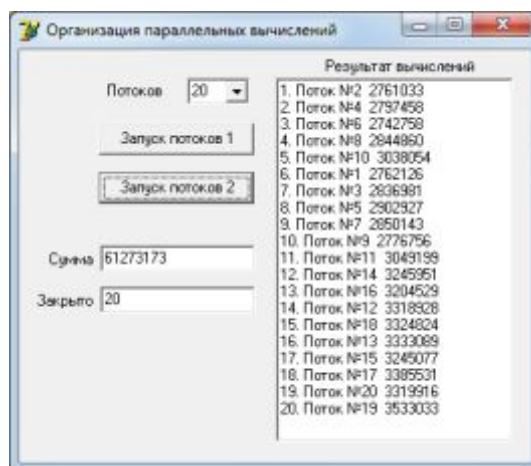 Организация параллельных вычислений
Результат вычислений
Потоков 20
Запуск потоков 1
Запуск потоков 2
Сумма 61273173
Закрыто 20
1. Поток №2 2761033
2. Поток №4 2797458
3. Поток №6 2742758
4. Поток №8 2844860
5. Поток №10 3038054
6. Поток №1 2762126
7. Поток №3 2836981
8. Поток №5 2902927
9. Поток №7 2850143
10. Поток №9 2776756
11. Поток №11 3049199
12. Поток №14 3245951
13. Поток №16 3204529
14. Поток №12 3318928
15. Поток №18 3324824
16. Поток №13 3333089
17. Поток №15 3245077
18. Поток №17 3385531
19. Поток №20 3319916
20. Поток №19 3533033